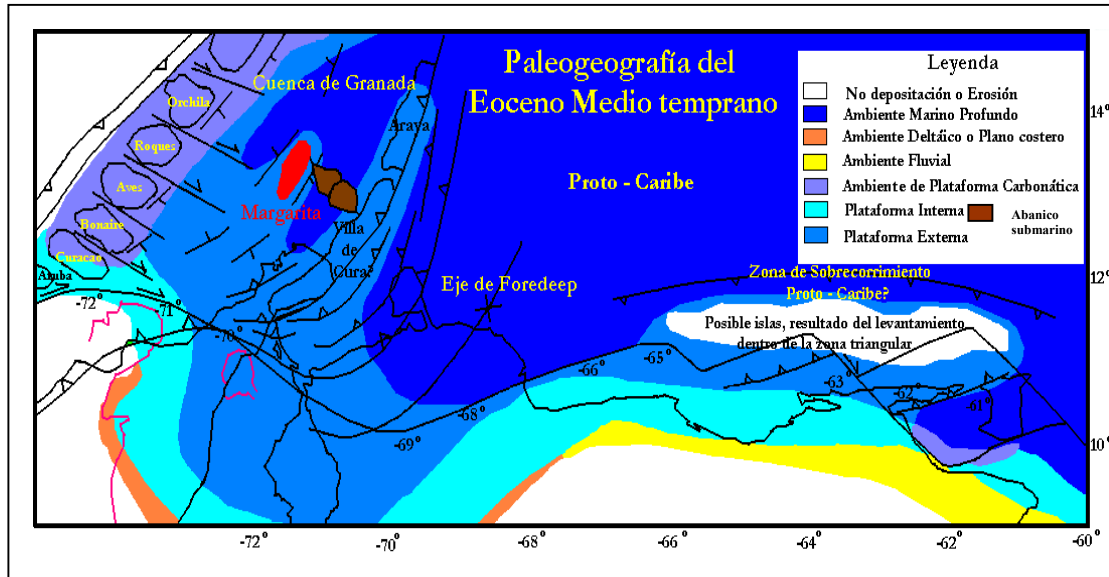 Paleogeografía del
Eoceno Medio temprano
Leyenda
No depositación o Erosión
Ambiente Marino Profundo
Ambiente Deltáico o Plano costero
Ambiente Fluvial
Ambiente de Plataforma Carbonática
Plataforma Interna
Abanico
submarino
Plataforma Externa
Cuenca de Granada
Orchila
Roques
Aves
Bonaire
Curacao
Aruba
Araya
Margarita
Villa
de
Cura?
Proto - Caribe
Eje de Foredeep
Zona de Sobrecorrimiento
Proto - Caribe?
Posible islas, resultado del levantamiento
dentro de la zona triangular
-72°
-71°
-70°
-69°
-68°
-66°
-65°
-63°
-62°
-61°
14°
12°
10°
-72°
-70°
-68°
-66°
-64°
-62°
-60°